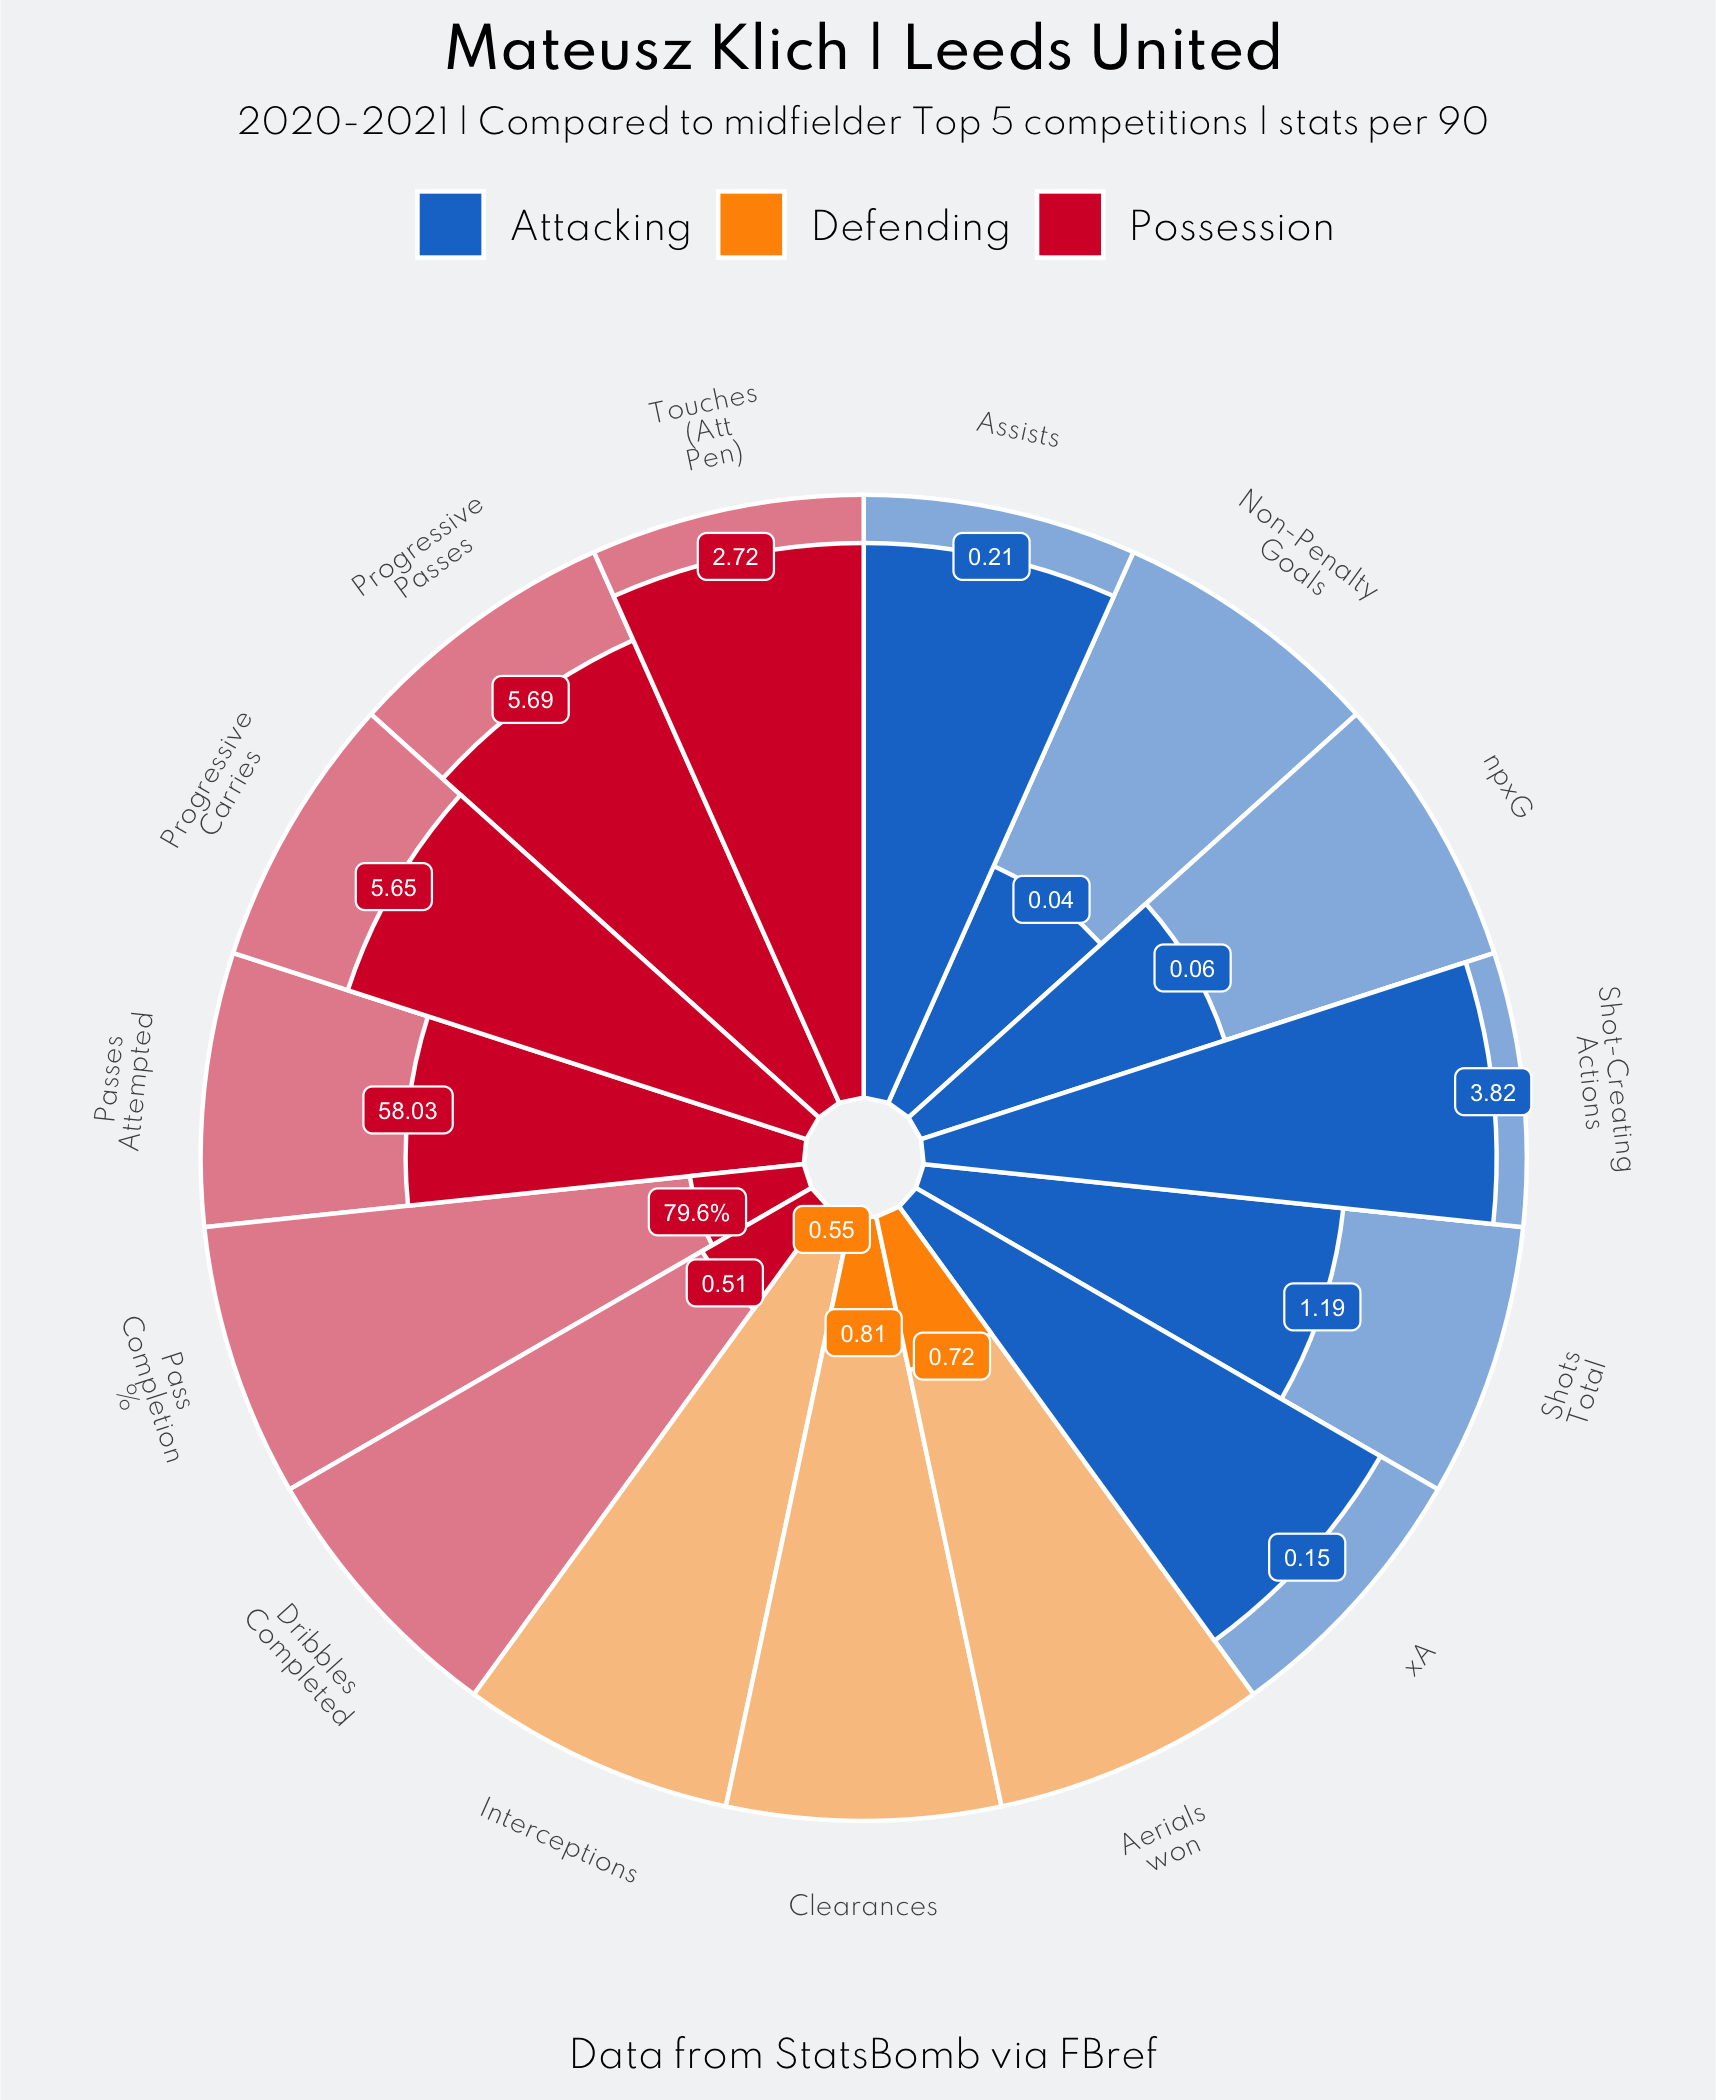 Mateusz Klich | Leeds United
2020-2021 | Compared to midfielder Top 5 competitions | stats per 90
Attacking
Defending
Possession
Touches
(Att
Pen)
Assists
Non-Penalty
Goals
npxG
Shot-Creating
Actions
Shots
Total
xA
Aerials
won
Clearances
Interceptions
Dribbles
Completed
Pass
Completion
%
Passes
Attempted
Progressive
Carries
Progressive
Passes
2.72
0.21
0.04
0.06
3.82
1.19
0.15
0.72
0.81
0.55
0.51
79.6%
58.03
5.65
5.69
Data from StatsBomb via FBref